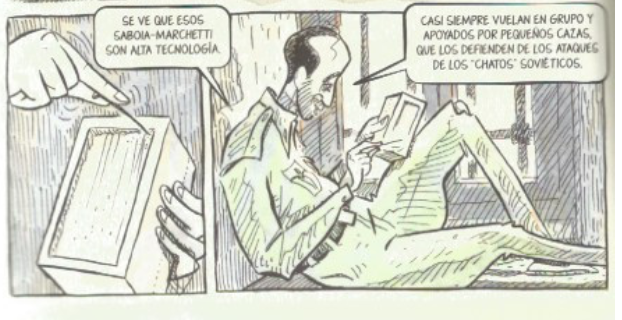 SE VE QUE ESOS
SABOIA-MARCHETTI
SON ALTA TECNOLOGÍA.
CASI SIEMPRE VUELAN EN GRUPO Y
APOYADOS POR PEQUEÑOS CAZAS,
QUE LOS DEFIENDEN DE LOS ATAQUES
DE LOS "CHATOS" SOVIÉTICOS.